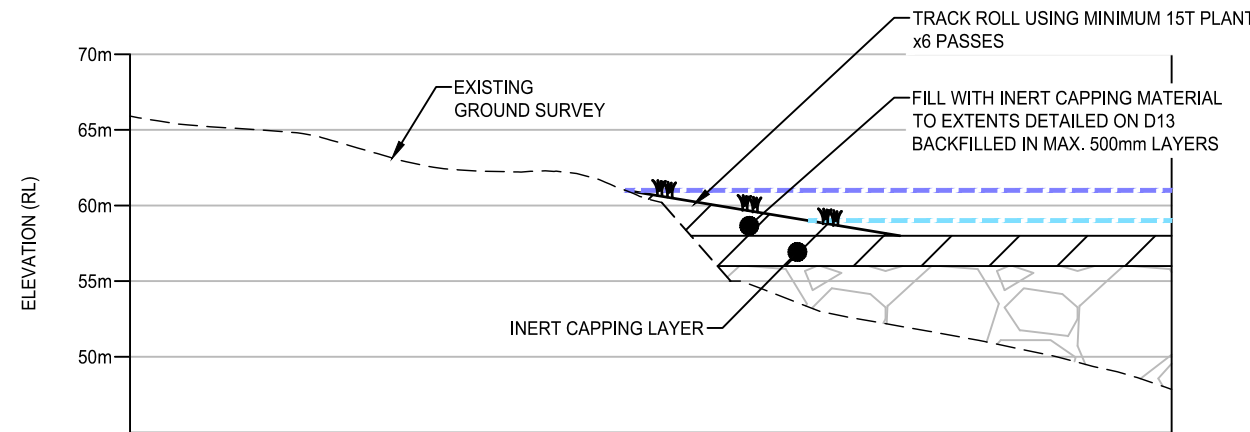 TRACK ROLL USING MINIMUM 15T PLANT
x6 PASSES
70m
EXISTING
GROUND SURVEY
FILL WITH INERT CAPPING MATERIAL
TO EXTENTS DETAILED ON D13
BACKFILLED IN MAX. 500mm LAYERS
65m
ELEVATION (RL)
60m
55m
INERT CAPPING LAYER
50m